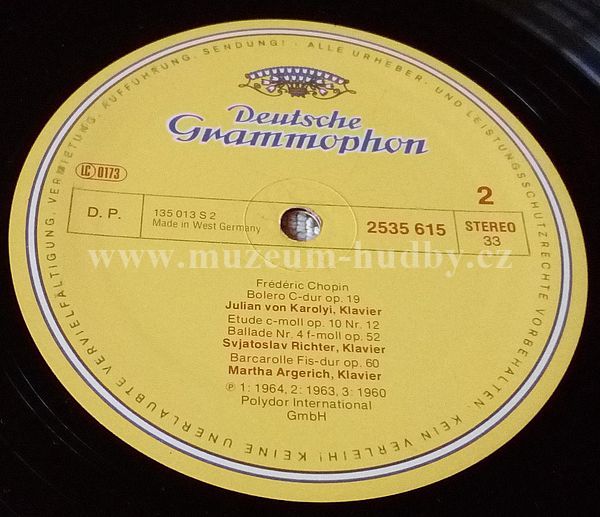 KEINE UNERLAUBTE VERVIELFÄLTIGUNG, VERMIETUNG, AUFFÜHRUNG, SENDUNG! · ALLE URHEBER- UND LEISTUNGSSCHUTZRECHTE VORBEHALTEN. KEIN VERLEIH!
Deutsche
Grammophon
LC 0173
2
D. P.
135 013 S 2
Made in West Germany
2535 615
STEREO
33
www.muzeum-hudby.cz
Frédéric Chopin
Bolero C-dur op. 19
Julian von Karolyi, Klavier
Etude c-moll op. 10 Nr. 12
Ballade Nr. 4 f-moll op. 52
Svjatoslav Richter, Klavier
Barcarolle Fis-dur op. 60
Martha Argerich, Klavier
℗ 1: 1964, 2: 1963, 3: 1960
Polydor International
GmbH